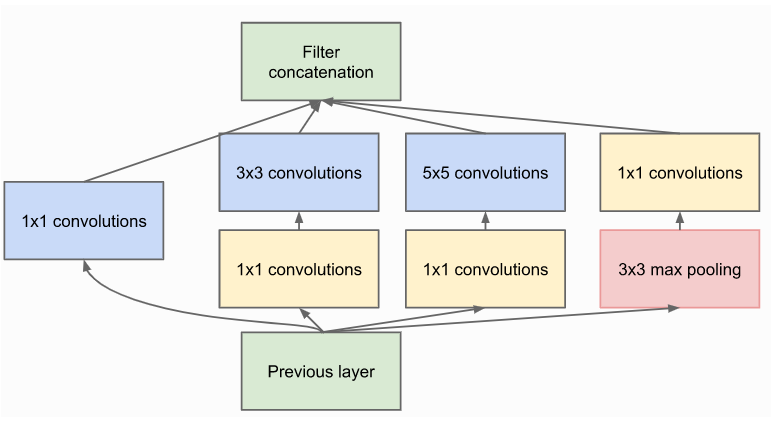 Filter
concatenation
3x3 convolutions
5x5 convolutions
1x1 convolutions
1x1 convolutions
1x1 convolutions
1x1 convolutions
3x3 max pooling
Previous layer